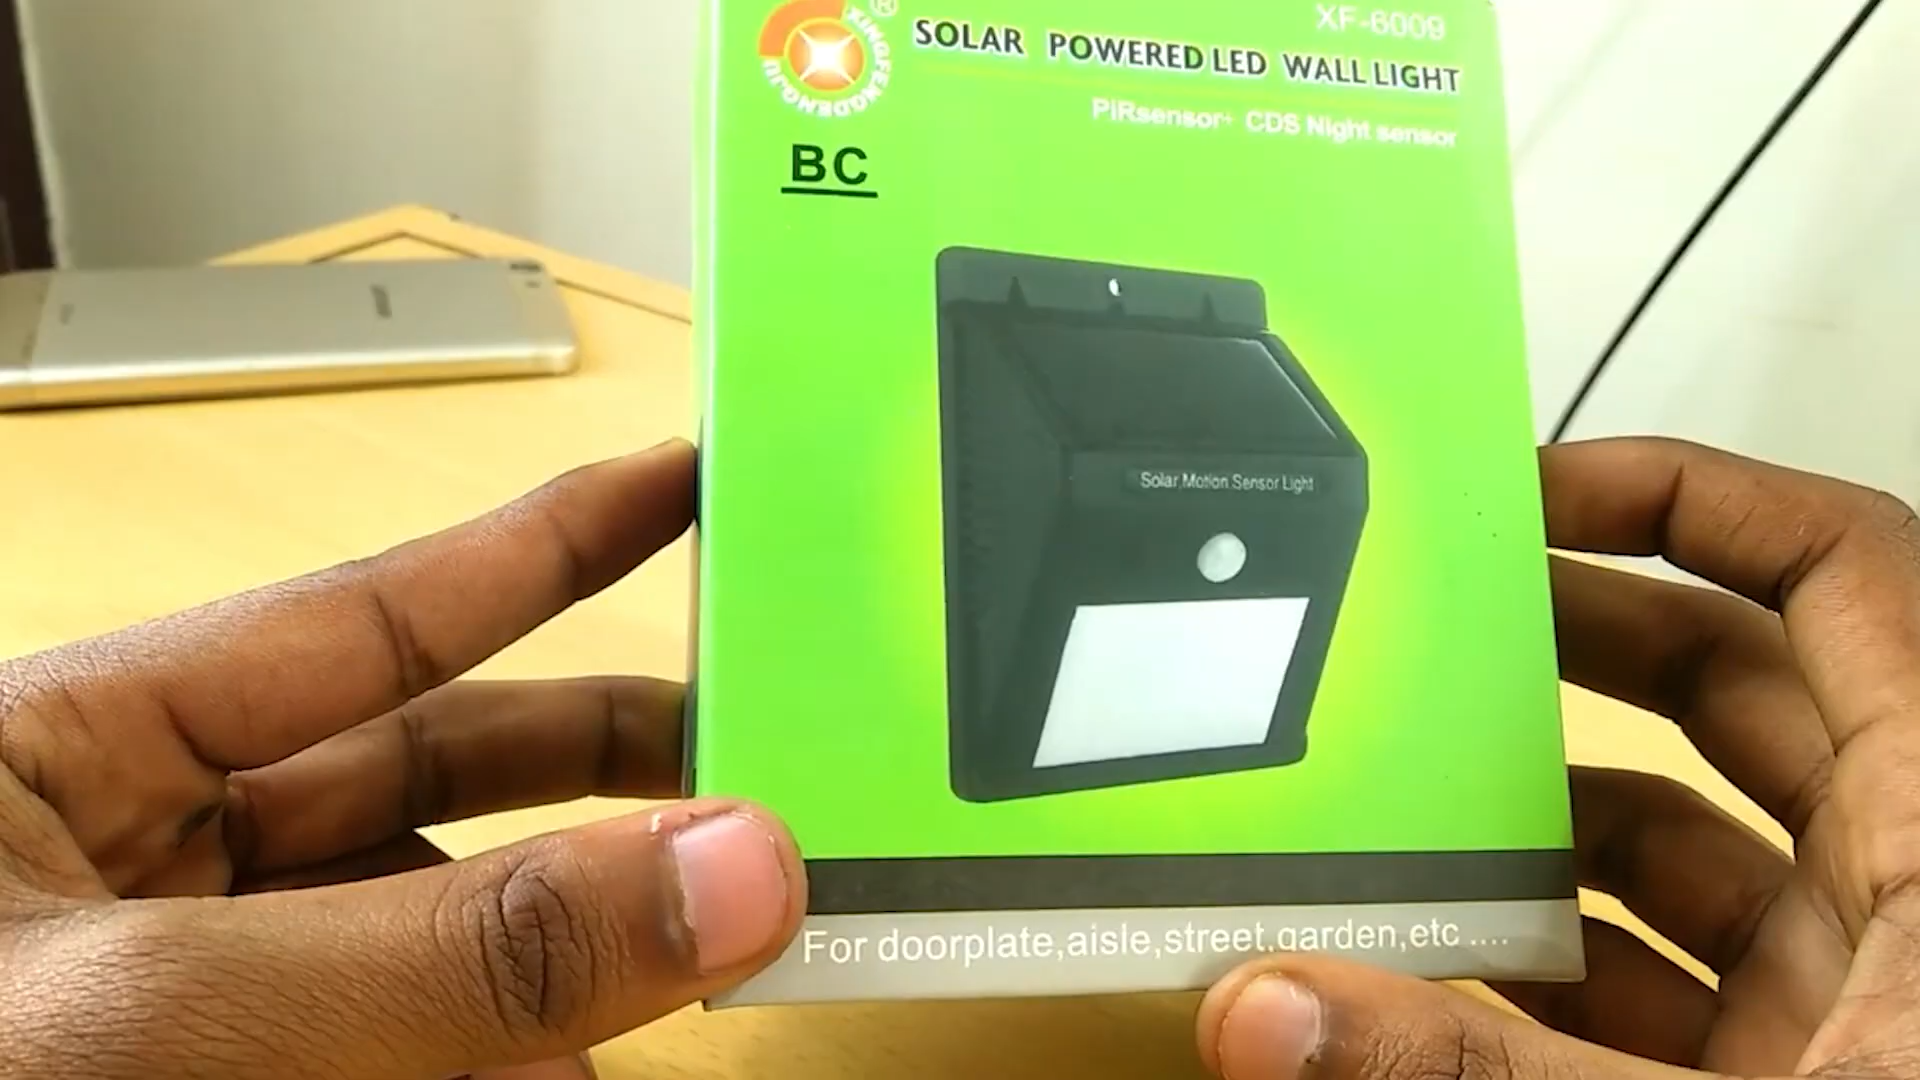 XF-6009
XINGFENGDENGJU
®
SOLAR POWERED LED WALL LIGHT
PIRsensor+ CDS Night sensor
BC
Solar Motion Sensor Light
For doorplate,aisle,street,garden,etc ....